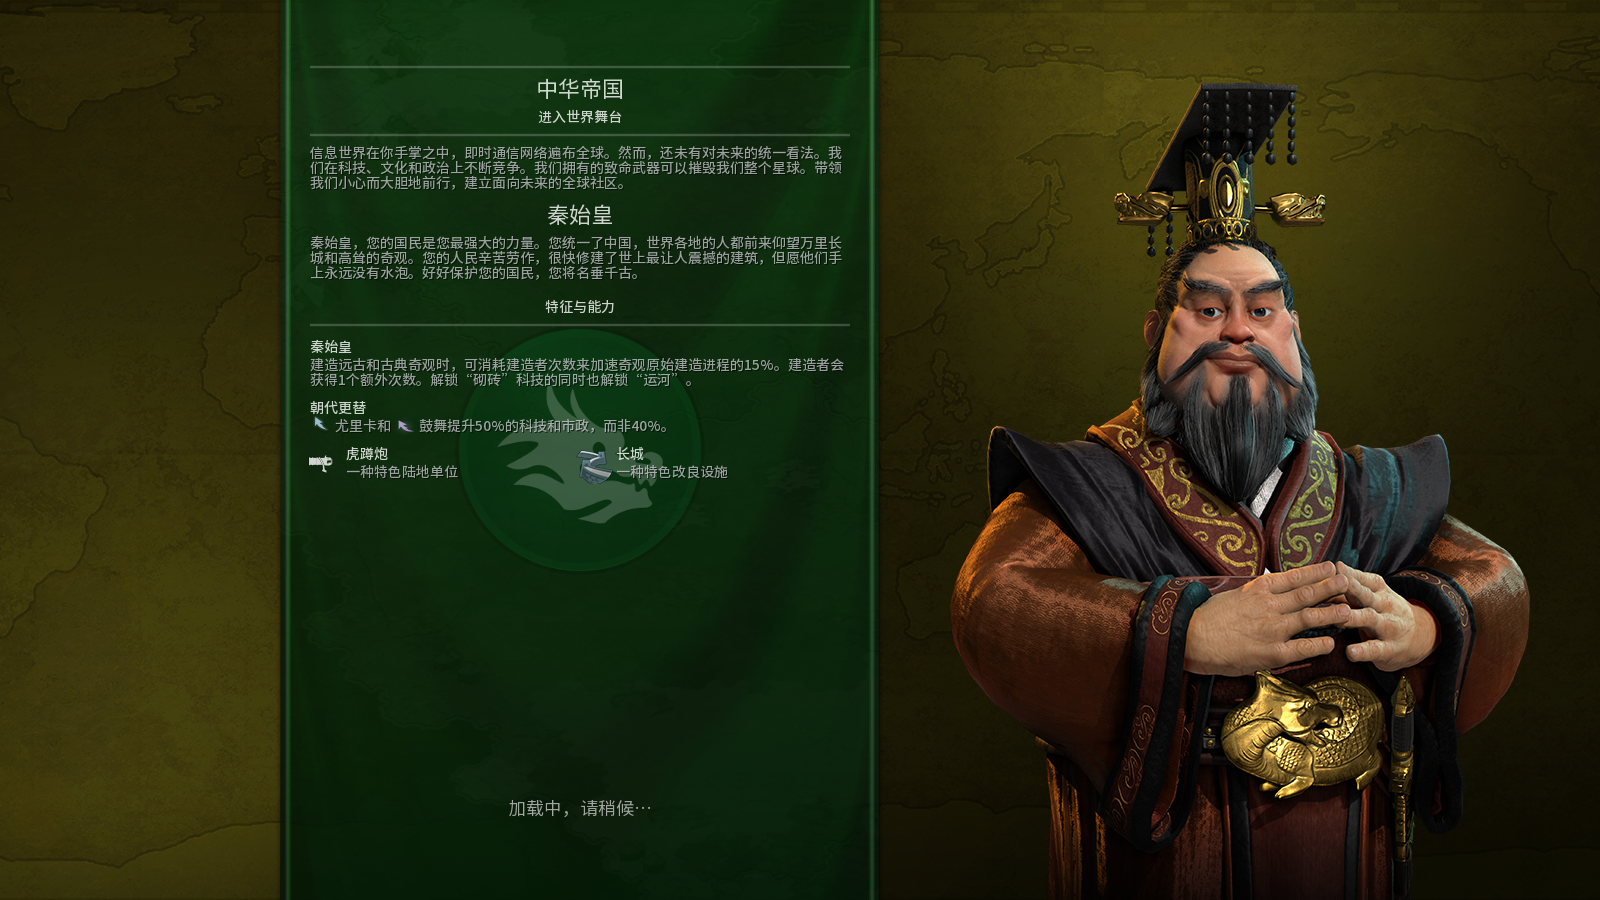 中华帝国
进入世界舞台
信息世界在你手掌之中，即时通信网络遍布全球。然而，还未有对未来的统一看法。我
们在科技、文化和政治上不断竞争。我们拥有的致命武器可以摧毁我们整个星球。带领
我们小心而大胆地前行，建立面向未来的全球社区。
秦始皇
秦始皇，您的国民是您最强大的力量。您统一了中国，世界各地的人都前来仰望万里长
城和高耸的奇观。您的人民辛苦劳作，很快修建了世上最让人震撼的建筑，但愿他们手
上永远没有水泡。好好保护您的国民，您将名垂千古。
特征与能力
秦始皇
建造远古和古典奇观时，可消耗建造者次数来加速奇观原始建造进程的15%。建造者会
获得1个额外次数。解锁“砌砖”科技的同时也解锁“运河”。
朝代更替
尤里卡和 鼓舞提升50%的科技和市政，而非40%。
虎蹲炮
一种特色陆地单位
长城
一种特色改良设施
加载中，请稍候…